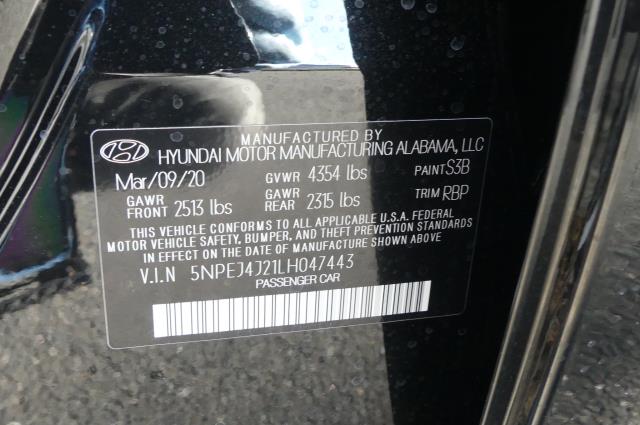 MANUFACTURED BY
HYUNDAI MOTOR MANUFACTURING ALABAMA, LLC
Mar/09/20 GVWR 4354 lbs PAINT S3B
GAWR FRONT 2513 lbs GAWR REAR 2315 lbs TRIM RBP
THIS VEHICLE CONFORMS TO ALL APPLICABLE U.S.A. FEDERAL
MOTOR VEHICLE SAFETY, BUMPER, AND THEFT PREVENTION STANDARDS
IN EFFECT ON THE DATE OF MANUFACTURE SHOWN ABOVE
V.I.N 5NPEJ4J21LH047443
PASSENGER CAR